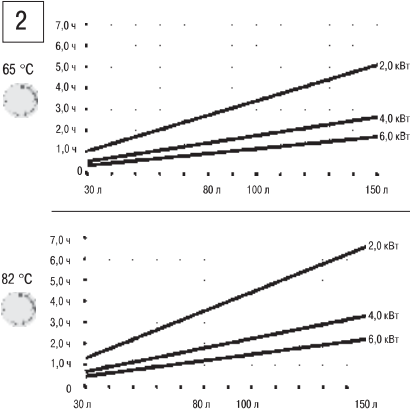 2
65 °C
7,0 ч
6,0 ч
5,0 ч
4,0 ч
3,0 ч
2,0 ч
1,0 ч
0
2,0 кВт
4,0 кВт
6,0 кВт
30 л 80 л 100 л 150 л
82 °C
7,0 ч
6,0 ч
5,0 ч
4,0 ч
3,0 ч
2,0 ч
1,0 ч
0
2,0 кВт
4,0 кВт
6,0 кВт
30 л 80 л 100 л 150 л